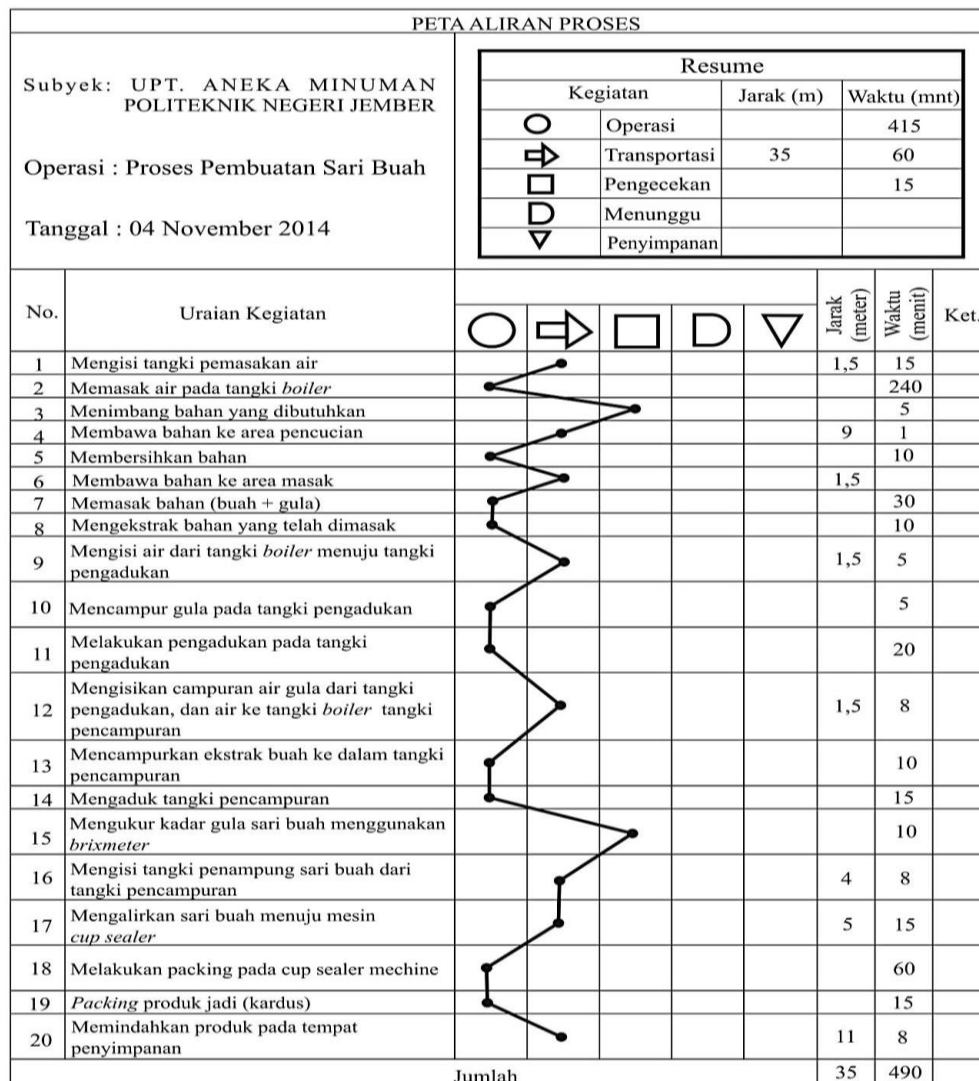 PETA ALIRAN PROSES
Subyek: UPT. ANEKA MINUMAN
POLITEKNIK NEGERI JEMBER
Operasi : Proses Pembuatan Sari Buah
Tanggal : 04 November 2014
Resume
Kegiatan Jarak (m) Waktu (mnt)
Operasi 415
Transportasi 35 60
Pengecekan 15
Menunggu
Penyimpanan
No. Uraian Kegiatan Jarak (meter) Waktu (menit) Ket.
1 Mengisi tangki pemasakan air 1,5 15
2 Memasak air pada tangki boiler 240
3 Menimbang bahan yang dibutuhkan 5
4 Membawa bahan ke area pencucian 9 1
5 Membersihkan bahan 10
6 Membawa bahan ke area masak 1,5
7 Memasak bahan (buah + gula) 30
8 Mengekstrak bahan yang telah dimasak 10
9 Mengisi air dari tangki boiler menuju tangki
pengadukan 1,5 5
10 Mencampur gula pada tangki pengadukan 5
11 Melakukan pengadukan pada tangki
pengadukan 20
12 Mengisikan campuran air gula dari tangki
pengadukan, dan air ke tangki boiler tangki
pencampuran 1,5 8
13 Mencampurkan ekstrak buah ke dalam tangki
pencampuran 10
14 Mengaduk tangki pencampuran 15
15 Mengukur kadar gula sari buah menggunakan
brixmeter 10
16 Mengisi tangki penampung sari buah dari
tangki pencampuran 4 8
17 Mengalirkan sari buah menuju mesin
cup sealer 5 15
18 Melakukan packing pada cup sealer mechine 60
19 Packing produk jadi (kardus) 15
20 Memindahkan produk pada tempat
penyimpanan 11 8
Jumlah 35 490